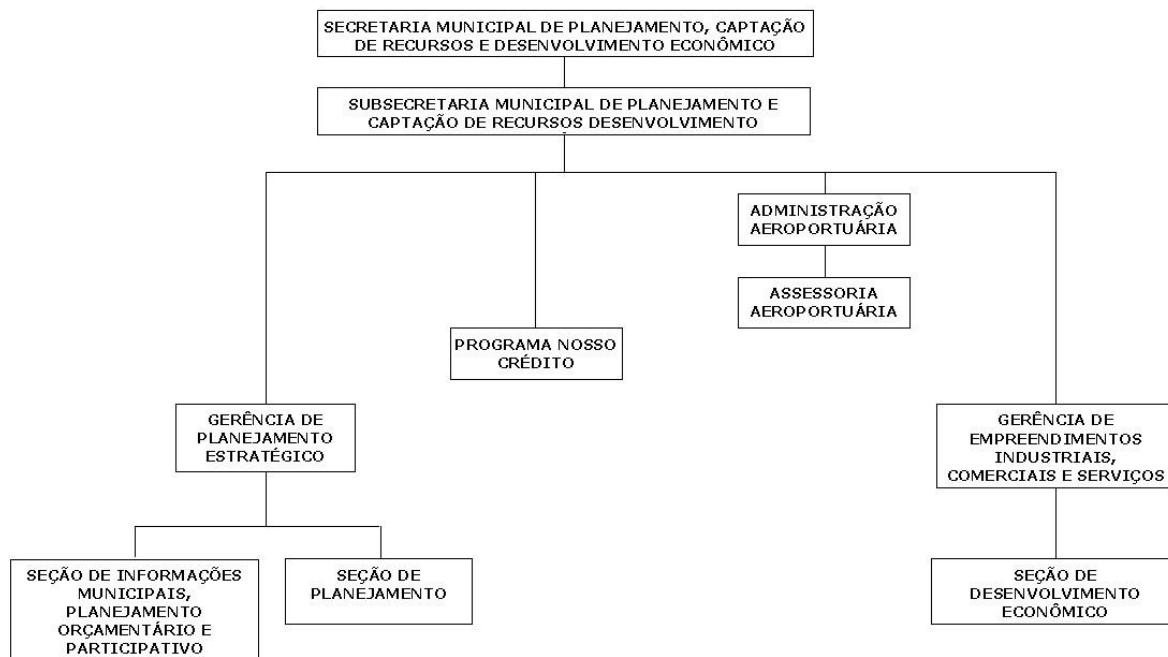 SECRETARIA MUNICIPAL DE PLANEJAMENTO, CAPTAÇÃO
DE RECURSOS E DESENVOLVIMENTO ECONÔMICO
SUBSECRETARIA MUNICIPAL DE PLANEJAMENTO E
CAPTAÇÃO DE RECURSOS DESENVOLVIMENTO
ADMINISTRAÇÃO
AEROPORTUÁRIA
ASSESSORIA
AEROPORTUÁRIA
PROGRAMA NOSSO
CRÉDITO
GERÊNCIA DE
PLANEJAMENTO
ESTRATÉGICO
GERÊNCIA DE
EMPREENDIMENTOS
INDUSTRIAIS,
COMERCIAIS E SERVIÇOS
SEÇÃO DE INFORMAÇÕES
MUNICIPAIS,
PLANEJAMENTO
ORÇAMENTÁRIO E
PARTICIPATIVO
SEÇÃO DE
PLANEJAMENTO
SEÇÃO DE
DESENVOLVIMENTO
ECONÔMICO